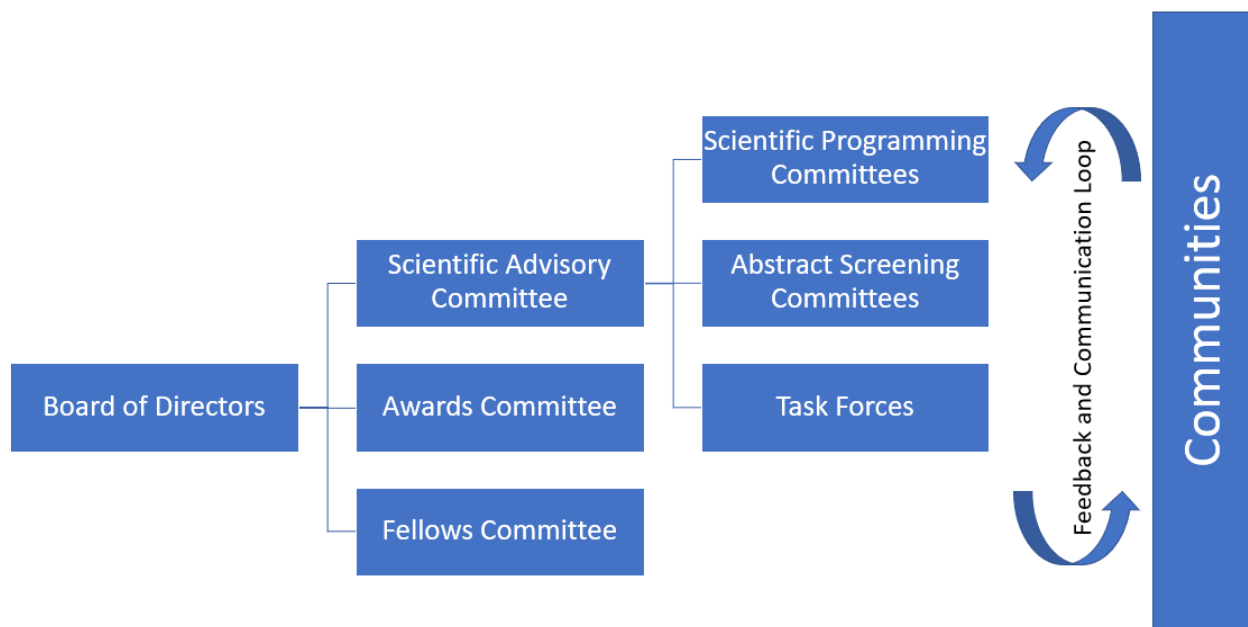 Board of Directors
Scientific Advisory
Committee
Awards Committee
Fellows Committee
Scientific Programming
Committees
Abstract Screening
Committees
Task Forces
Feedback and Communication Loop
Communities